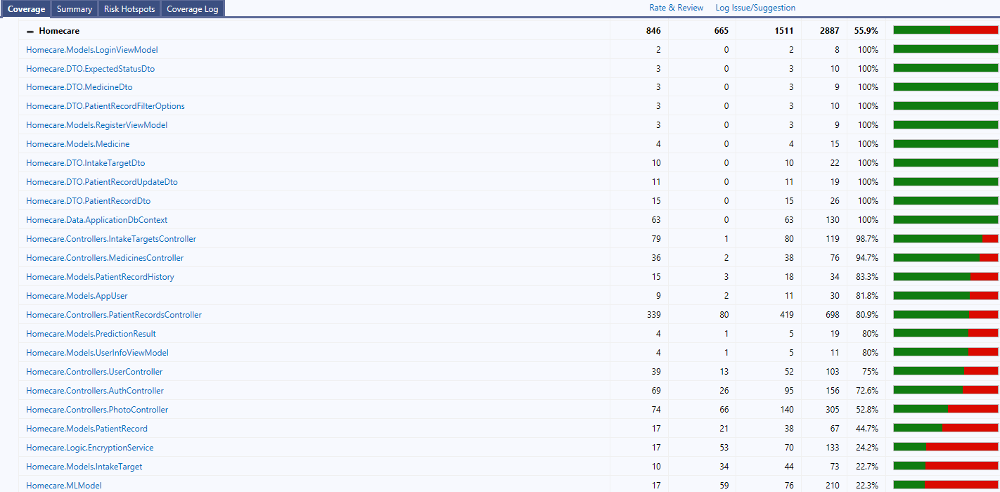 Coverage Summary Risk Hotspots Coverage Log Rate & Review Log Issue/Suggestion
Homecare 846 665 1511 2887 55.9%
Homecare.Models.LoginViewModel 2 0 2 8 100%
Homecare.DTO.ExpectedStatusDto 3 0 3 10 100%
Homecare.DTO.MedicineDto 3 0 3 9 100%
Homecare.DTO.PatientRecordFilterOptions 3 0 3 10 100%
Homecare.Models.RegisterViewModel 3 0 3 9 100%
Homecare.Models.Medicine 4 0 4 15 100%
Homecare.DTO.IntakeTargetDto 10 0 10 22 100%
Homecare.DTO.PatientRecordUpdateDto 11 0 11 19 100%
Homecare.DTO.PatientRecordDto 15 0 15 26 100%
Homecare.Data.ApplicationDbContext 63 0 63 130 100%
Homecare.Controllers.IntakeTargetsController 79 1 80 119 98.7%
Homecare.Controllers.MedicinesController 36 2 38 76 94.7%
Homecare.Models.PatientRecordHistory 15 3 18 34 83.3%
Homecare.Models.AppUser 9 2 11 30 81.8%
Homecare.Controllers.PatientRecordsController 339 80 419 698 80.9%
Homecare.Models.PredictionResult 4 1 5 19 80%
Homecare.Models.UserInfoViewModel 4 1 5 11 80%
Homecare.Controllers.UserController 39 13 52 103 75%
Homecare.Controllers.AuthController 69 26 95 156 72.6%
Homecare.Controllers.PhotoController 74 66 140 305 52.8%
Homecare.Models.PatientRecord 17 21 38 67 44.7%
Homecare.Logic.EncryptionService 17 53 70 133 24.2%
Homecare.Models.IntakeTarget 10 34 44 73 22.7%
Homecare.MLModel 17 59 76 210 22.3%